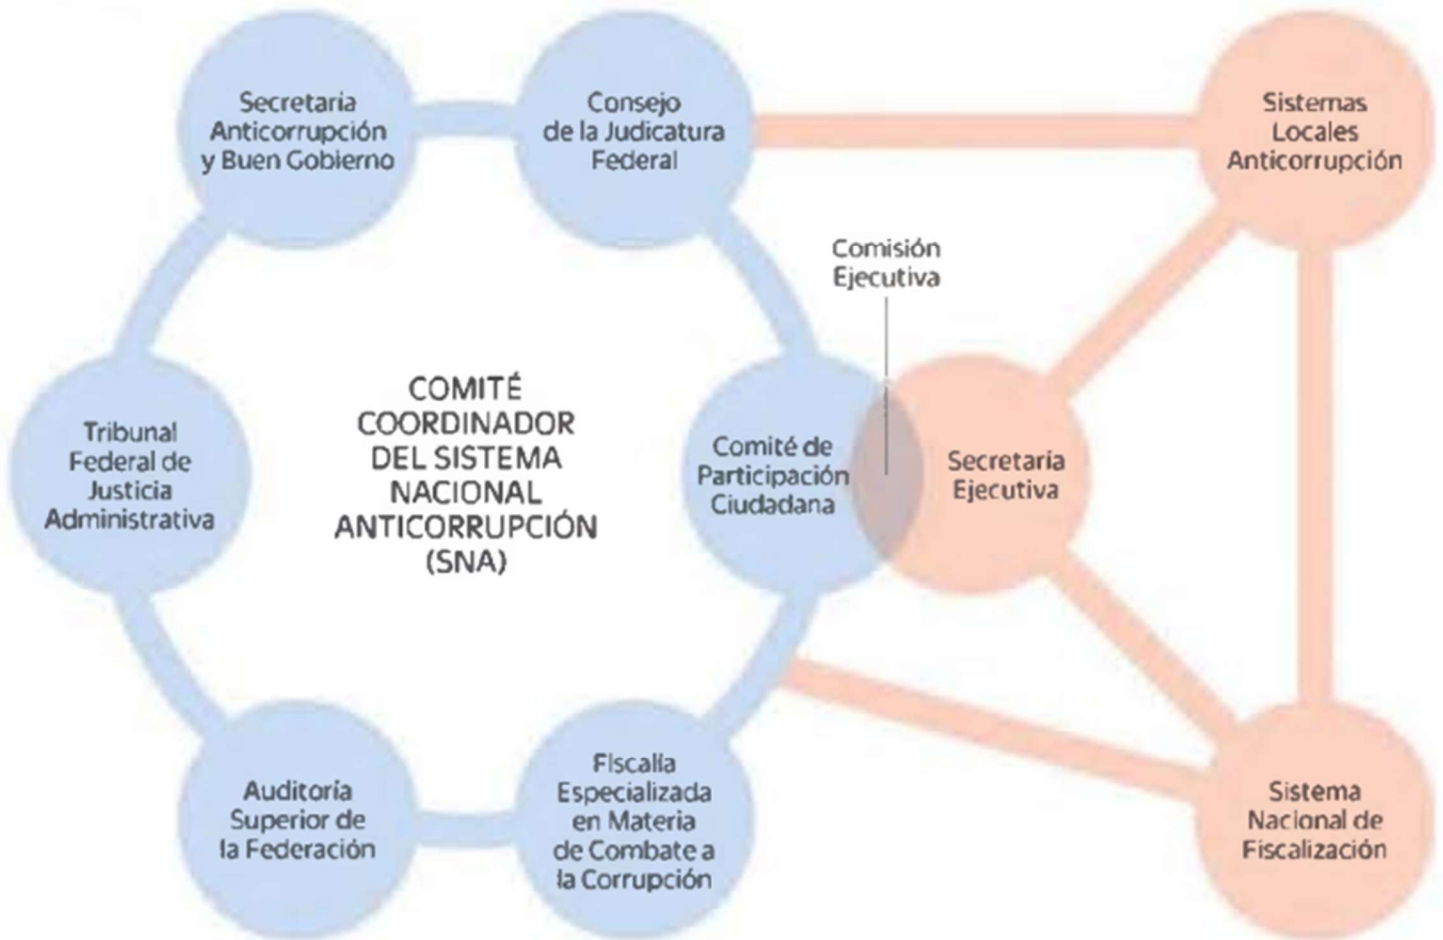 Secretaria
Anticorrupción
y Buen Gobierno
Consejo
de la Judicatura
Federal
Sistemas
Locales
Anticorrupción
Comisión
Ejecutiva
COMITÉ
COORDINADOR
DEL SISTEMA
NACIONAL
ANTICORRUPCIÓN
(SNA)
Tribunal
Federal de
Justicia
Administrativa
Comité de
Participación
Ciudadana
Secretaría
Ejecutiva
Auditoría
Superior de
la Federación
Fiscalía
Especializada
en Materia
de Combate a
la Corrupción
Sistema
Nacional de
Fiscalización